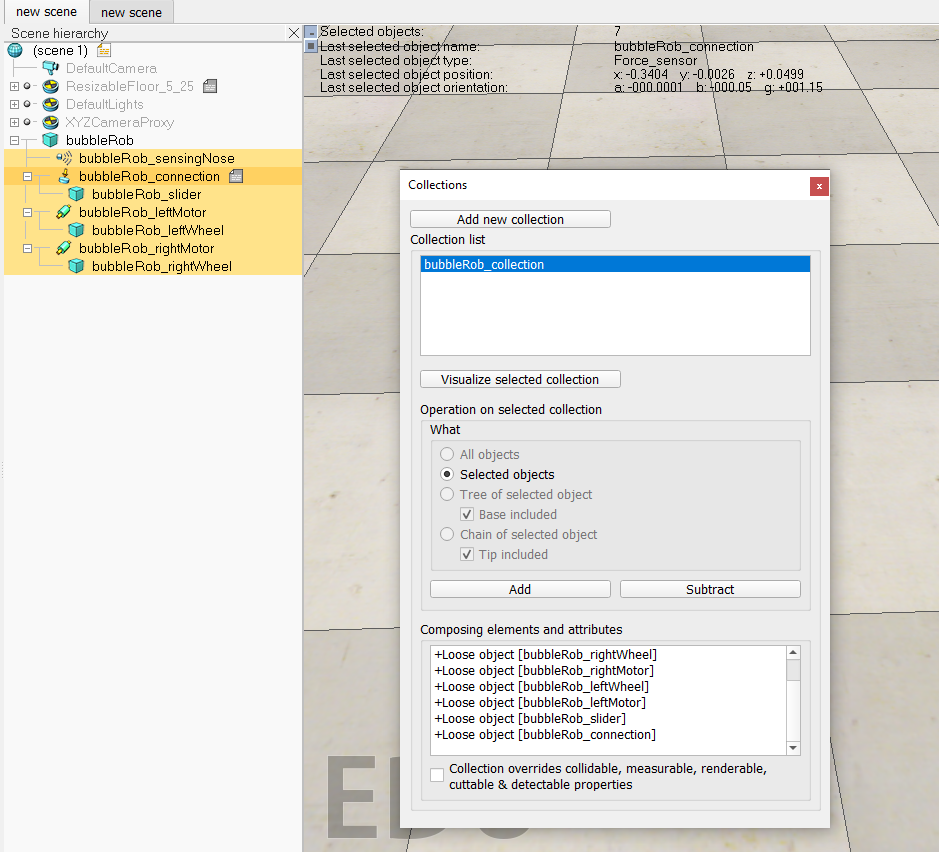 new scene
new scene
Scene hierarchy
(scene 1)
DefaultCamera
ResizableFloor_5_25
DefaultLights
XYZCameraProxy
bubbleRob
bubbleRob_sensingNose
bubbleRob_connection
bubbleRob_slider
bubbleRob_leftMotor
bubbleRob_leftWheel
bubbleRob_rightMotor
bubbleRob_rightWheel
Selected objects: 7
Last selected object name: bubbleRob_connection
Last selected object type: Force_sensor
Last selected object position: x: -0.3404 y: -0.0026 z: +0.0499
Last selected object orientation: a: -000.0001 b: -000.05 g: +001.15
Collections
x
Add new collection
Collection list
bubbleRob_collection
Visualize selected collection
Operation on selected collection
What
All objects
Selected objects
Tree of selected object
Base included
Chain of selected object
Tip included
Add
Subtract
Composing elements and attributes
+Loose object [bubbleRob_rightWheel]
+Loose object [bubbleRob_rightMotor]
+Loose object [bubbleRob_leftWheel]
+Loose object [bubbleRob_leftMotor]
+Loose object [bubbleRob_slider]
+Loose object [bubbleRob_connection]
Collection overrides collidable, measurable, renderable,
cuttable & detectable properties